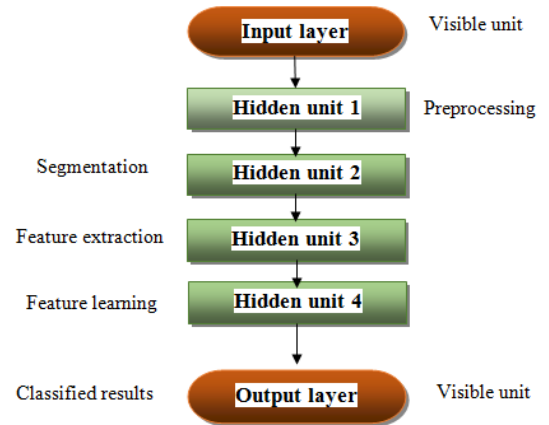 Input layer
Visible unit
Hidden unit 1
Preprocessing
Segmentation
Hidden unit 2
Feature extraction
Hidden unit 3
Feature learning
Hidden unit 4
Classified results
Output layer
Visible unit